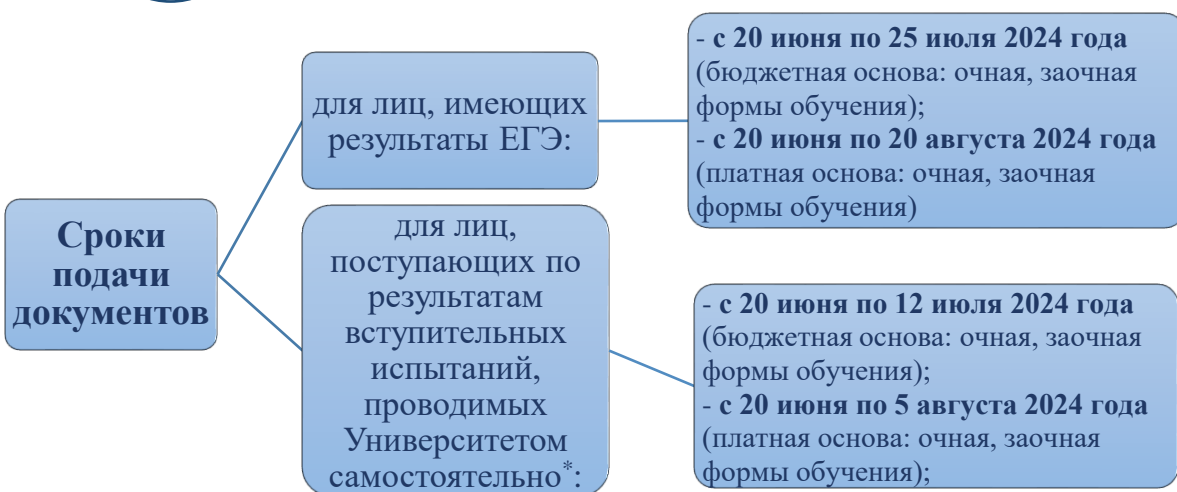 Сроки
подачи
документов
для лиц, имеющих
результаты ЕГЭ:
- с 20 июня по 25 июля 2024 года
(бюджетная основа: очная, заочная
формы обучения);
- с 20 июня по 20 августа 2024 года
(платная основа: очная, заочная
формы обучения)
для лиц,
поступающих по
результатам
вступительных
испытаний,
проводимых
Университетом
самостоятельно*:
- с 20 июня по 12 июля 2024 года
(бюджетная основа: очная, заочная
формы обучения);
- с 20 июня по 5 августа 2024 года
(платная основа: очная, заочная
формы обучения);